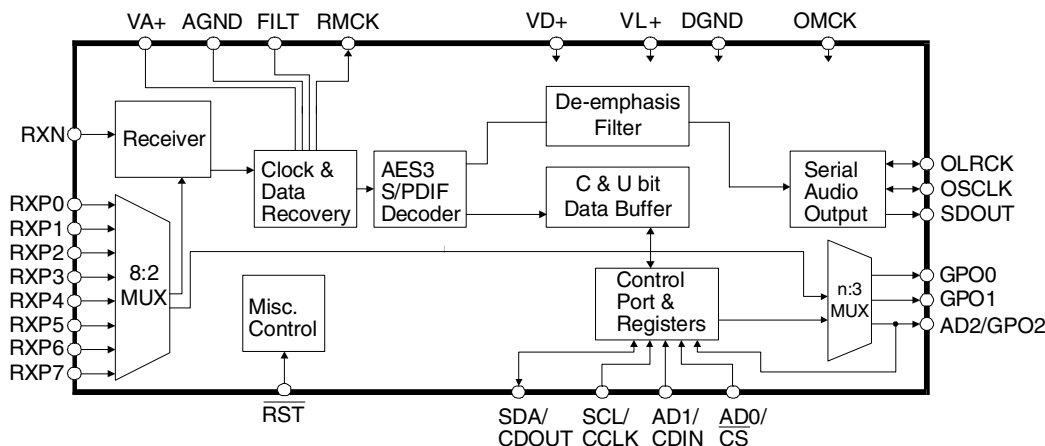 VA+ AGND FILT RMCK VD+ VL+ DGND OMCK
RXN
Receiver
Clock &
Data
Recovery
AES3
S/PDIF
Decoder
De-emphasis
Filter
C & U bit
Data Buffer
Serial
Audio
Output
OLRCK
OSCLK
SDOUT
RXP0
RXP1
RXP2
RXP3
RXP4
RXP5
RXP6
RXP7
8:2
MUX
Misc.
Control
Control
Port &
Registers
n:3
MUX
GPO0
GPO1
AD2/GPO2
RST
SDA/
CDOUT
SCL/
CCLK
AD1/
CDIN
AD0/
CS